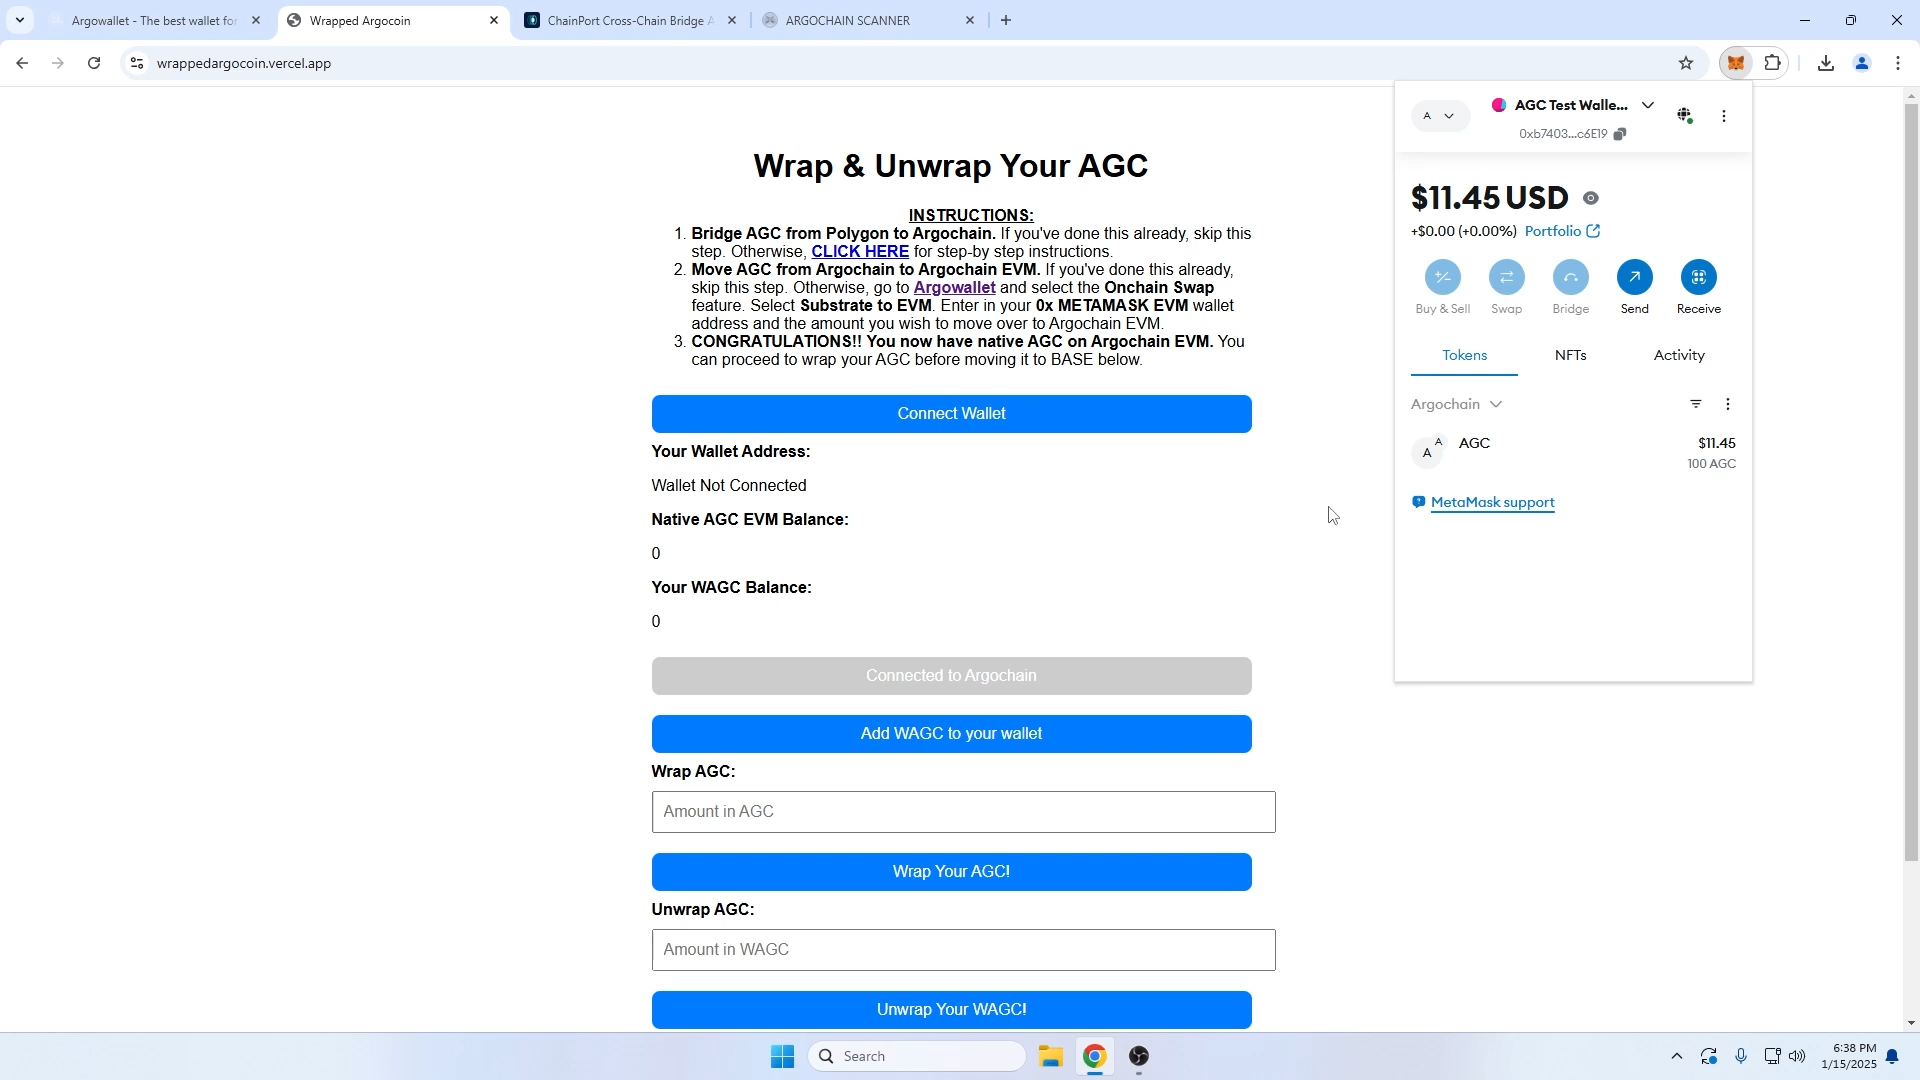 Argowallet - The best wallet for
Wrapped Argocoin
ChainPort Cross-Chain Bridge A
ARGOCHAIN SCANNER
wrappedargocoin.vercel.app
Wrap & Unwrap Your AGC
INSTRUCTIONS:
1. Bridge AGC from Polygon to Argochain. If you've done this already, skip this
step. Otherwise, CLICK HERE for step-by step instructions.
2. Move AGC from Argochain to Argochain EVM. If you've done this already,
skip this step. Otherwise, go to Argowallet and select the Onchain Swap
feature. Select Substrate to EVM. Enter in your 0x METAMASK EVM wallet
address and the amount you wish to move over to Argochain EVM.
3. CONGRATULATIONS!! You now have native AGC on Argochain EVM. You
can proceed to wrap your AGC before moving it to BASE below.
Connect Wallet
Your Wallet Address:
Wallet Not Connected
Native AGC EVM Balance:
0
Your WAGC Balance:
0
Connected to Argochain
Add WAGC to your wallet
Wrap AGC:
Amount in AGC
Wrap Your AGC!
Unwrap AGC:
Amount in WAGC
Unwrap Your WAGC!
A
AGC Test Walle...
0xb7403...c6E19
$11.45 USD
+$0.00 (+0.00%) Portfolio
Buy & Sell
Swap
Bridge
Send
Receive
Tokens
NFTs
Activity
Argochain
A
A
AGC
$11.45
100 AGC
MetaMask support
Search
6:38 PM
1/15/2025